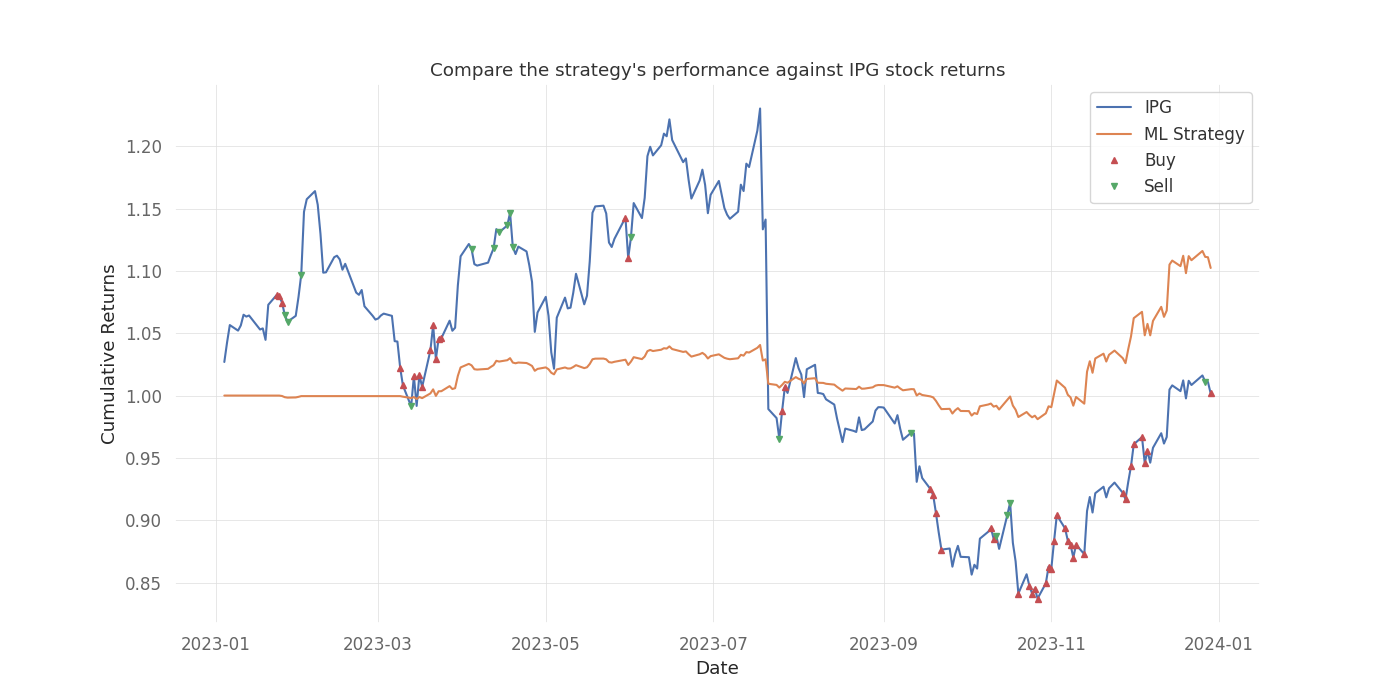 Compare the strategy's performance against IPG stock returns
IPG
ML Strategy
Buy
Sell
Cumulative Returns
1.20
1.15
1.10
1.05
1.00
0.95
0.90
0.85
2023-01
2023-03
2023-05
2023-07
2023-09
2023-11
2024-01
Date